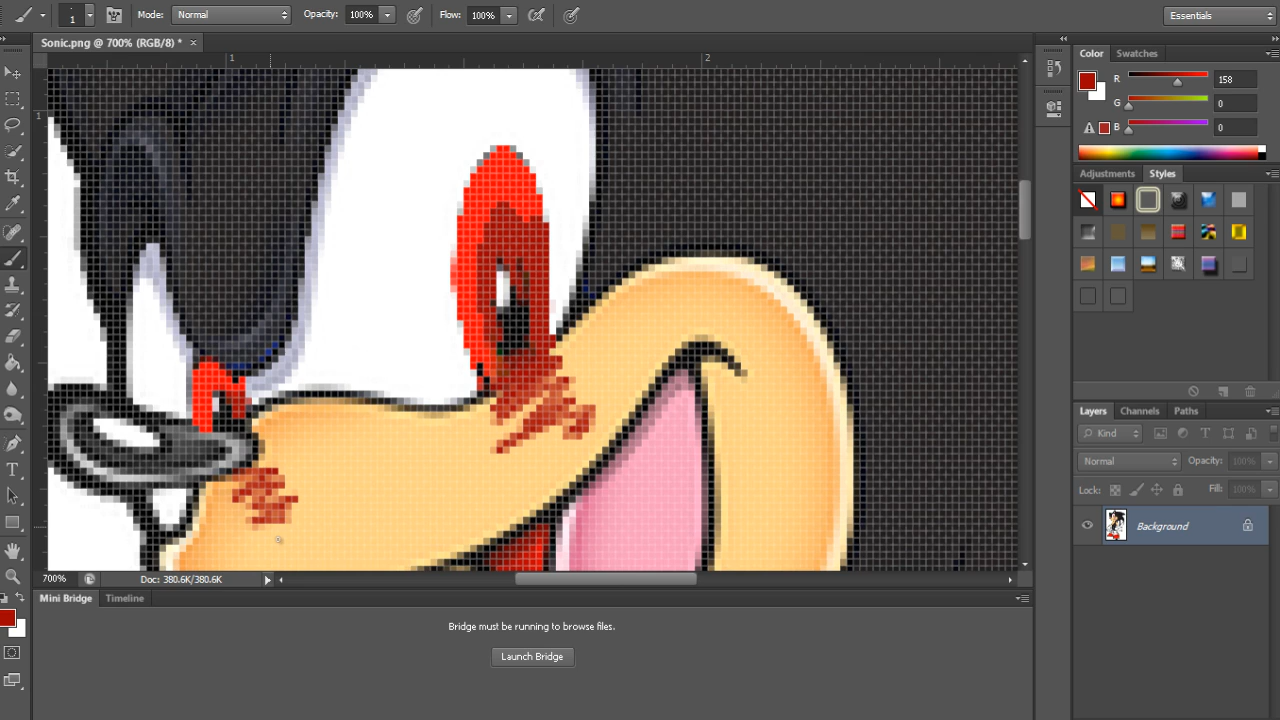 1 Mode: Normal Opacity: 100% Flow: 100% Essentials
Sonic.png @ 700% (RGB/8) * ×
1 2
1
Color Swatches
R 158
G 0
B 0
Adjustments Styles
Layers Channels Paths
Kind
Normal Opacity: 100%
Lock: Fill: 100%
Background
700% Doc: 380.6K/380.6K
Mini Bridge Timeline
Bridge must be running to browse files.
Launch Bridge